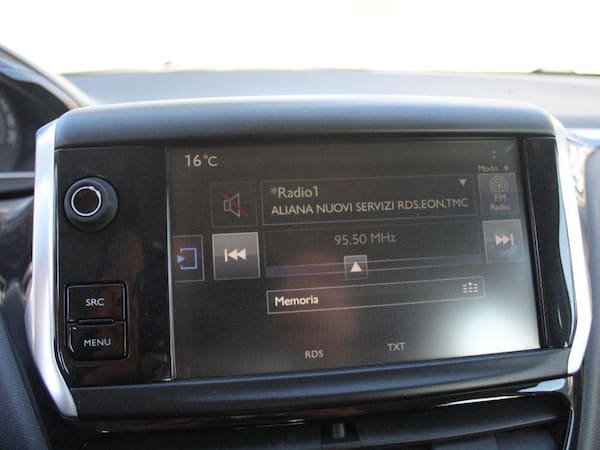 16°C
Modo
*Radio1
ALIANA NUOVI SERVIZI RDS,EON,TMC
FM
Radio
95.50 MHz
SRC
Memoria
MENU
RDS
TXT